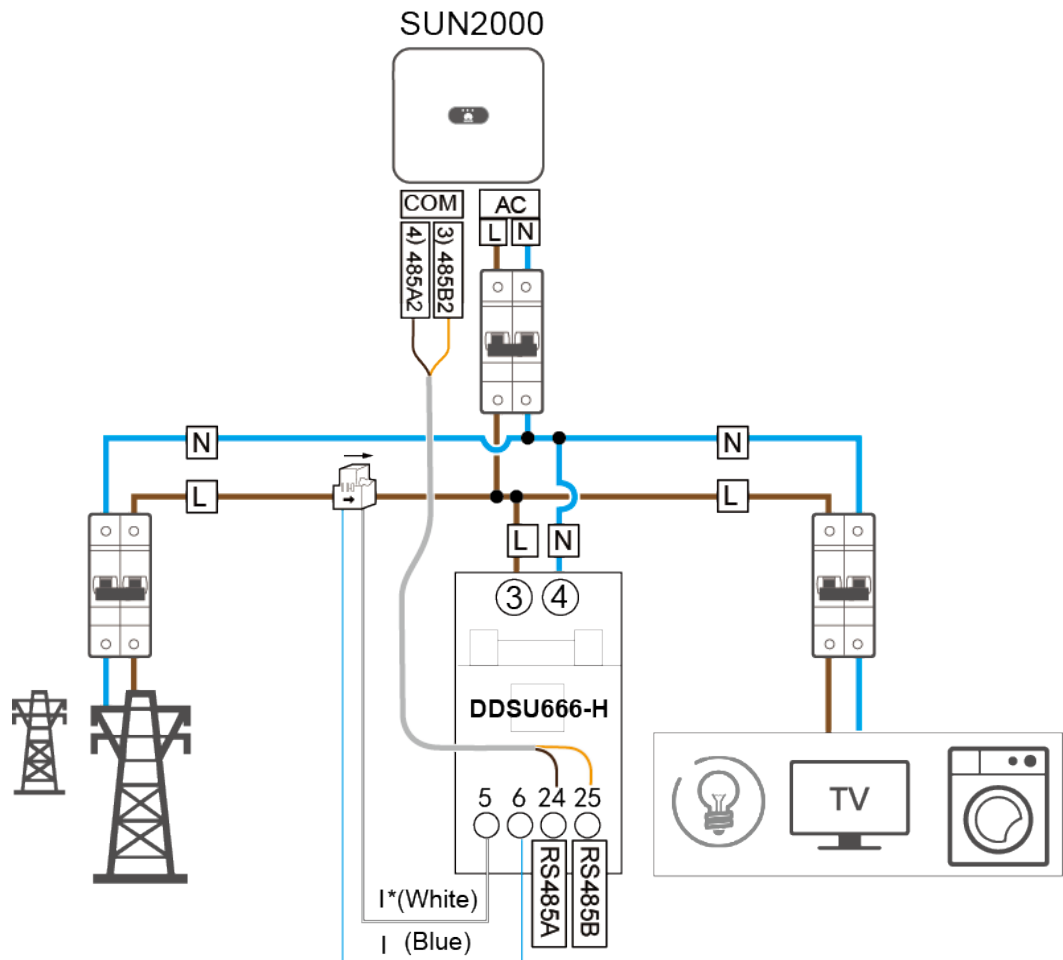 SUN2000
COM
AC
L
N
4) 485A2
3) 485B2
N
N
L
L
L
N
3
4
DDSU666-H
TV
5
6
24
25
RS485A
RS485B
I*(White)
I (Blue)